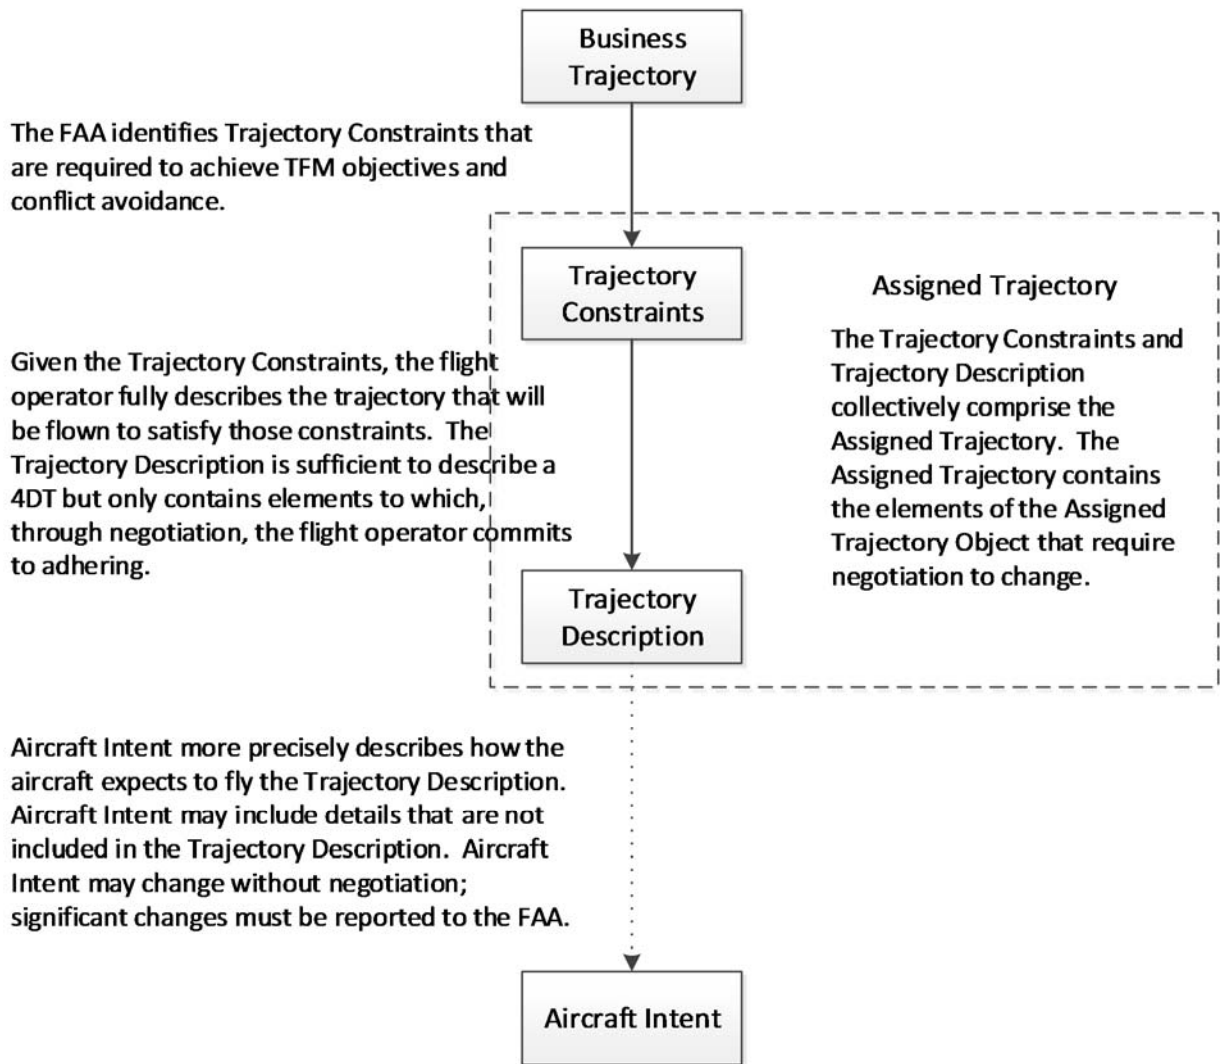 Business
Trajectory
The FAA identifies Trajectory Constraints that
are required to achieve TFM objectives and
conflict avoidance.
Trajectory
Constraints
Assigned Trajectory
The Trajectory Constraints and
Trajectory Description
collectively comprise the
Assigned Trajectory. The
Assigned Trajectory contains
the elements of the Assigned
Trajectory Object that require
negotiation to change.
Given the Trajectory Constraints, the flight
operator fully describes the trajectory that will
be flown to satisfy those constraints. The
Trajectory Description is sufficient to describe a
4DT but only contains elements to which,
through negotiation, the flight operator commits
to adhering.
Trajectory
Description
Aircraft Intent more precisely describes how the
aircraft expects to fly the Trajectory Description.
Aircraft Intent may include details that are not
included in the Trajectory Description. Aircraft
Intent may change without negotiation;
significant changes must be reported to the FAA.
Aircraft Intent